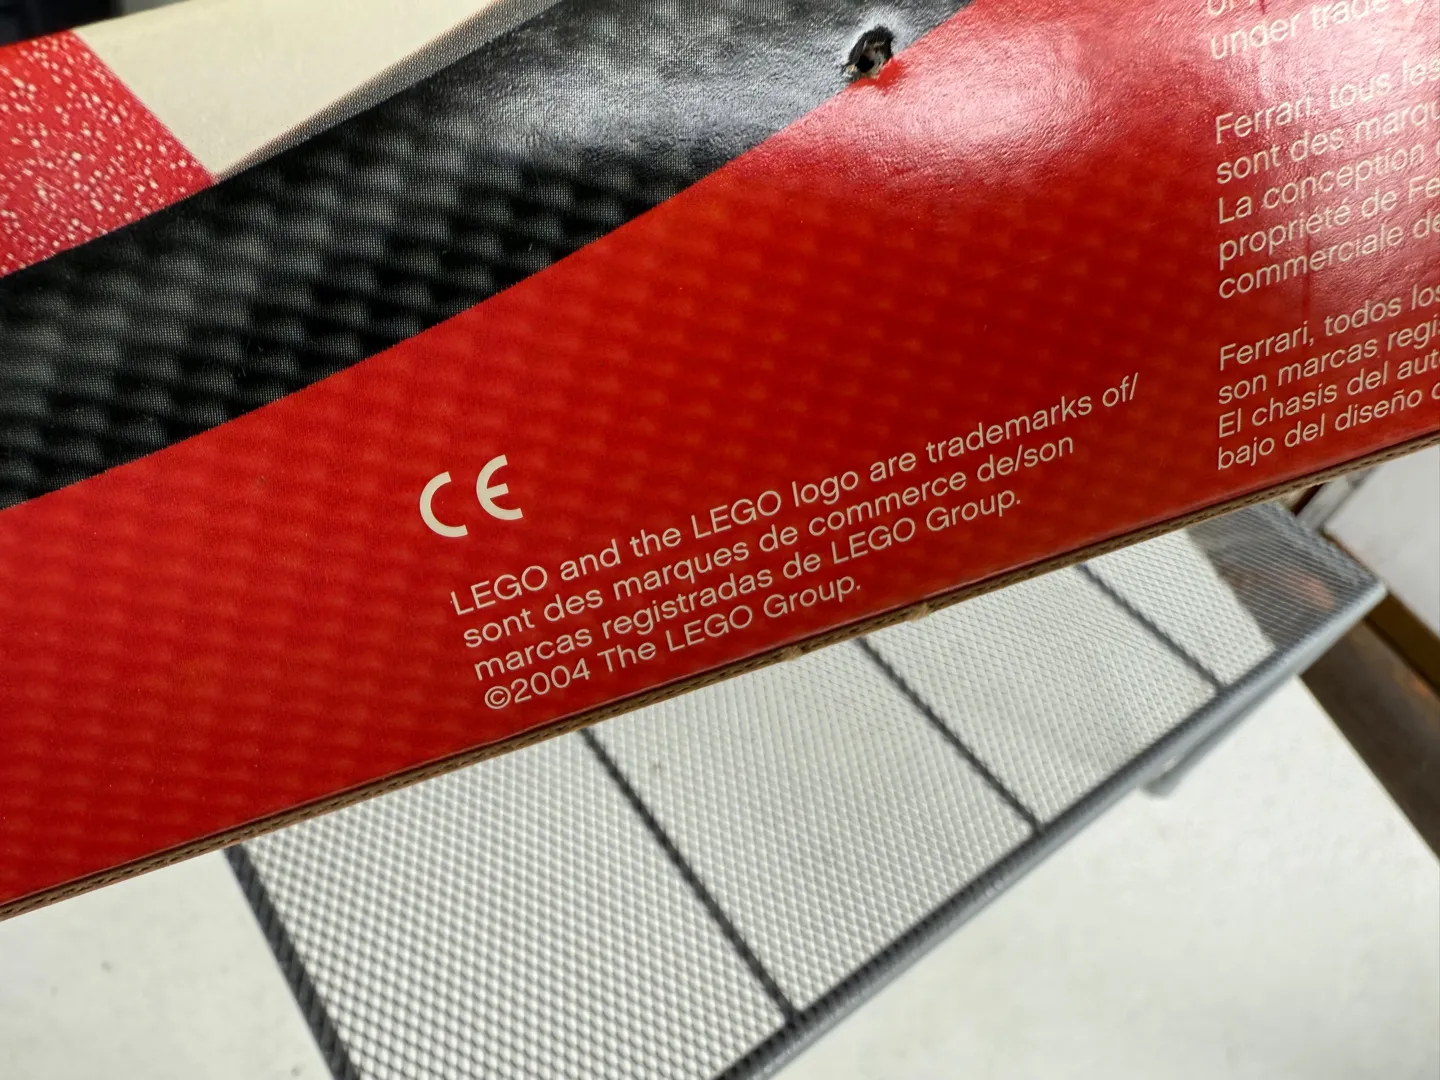 CE
LEGO and the LEGO logo are trademarks of/
sont des marques de commerce de/son
marcas registradas de LEGO Group.
©2004 The LEGO Group.
under trade
Ferrari, tous les
sont des marqu
La conception
propriété de Fe
commerciale de
Ferrari, todos los
son marcas regi
El chasis del aut
bajo del diseño